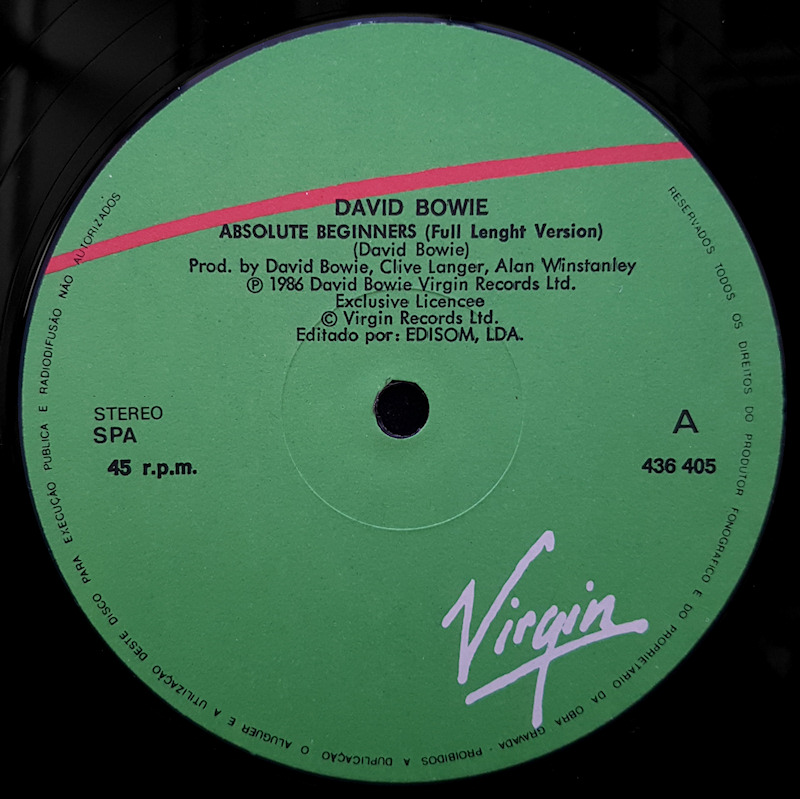 DAVID BOWIE
ABSOLUTE BEGINNERS (Full Lenght Version)
(David Bowie)
Prod. by David Bowie, Clive Langer, Alan Winstanley
℗ 1986 David Bowie Virgin Records Ltd.
Exclusive Licencee
© Virgin Records Ltd.
Editado por: EDISOM, LDA.
STEREO
SPA
45 r.p.m.
A
436 405
Virgin
RESERVADOS TODOS OS DIREITOS DO PRODUTOR FONOGRAFICO E DO PROPRIETARIO DA OBRA GRAVADA · PROIBIDOS A DUPLICAÇÃO O ALUGUER E A UTILIZAÇÃO DESTE DISCO PARA EXECUÇÃO PUBLICA E RADIODIFUSÃO NÃO AUTORIZADOS